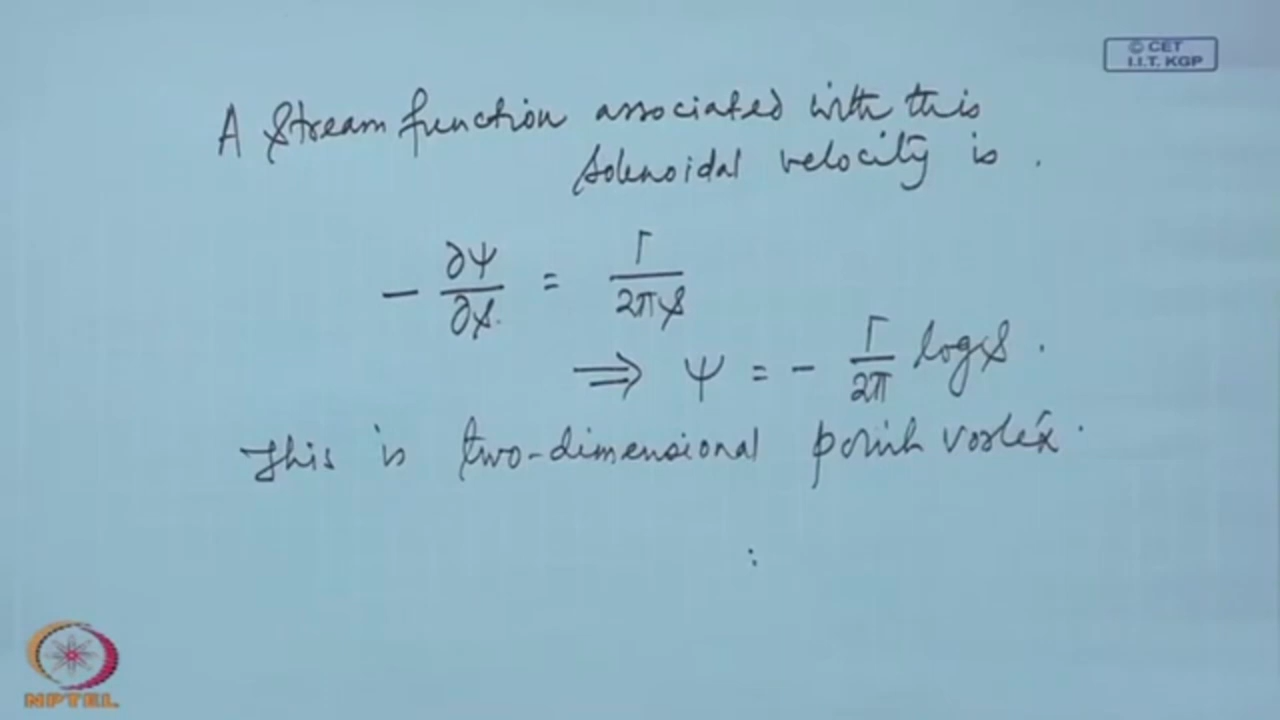 © CET
I.I.T. KGP
A Stream function associated with this
solenoidal velocity is .
- ∂ψ/∂s = Γ/2πs
⟹ ψ = - Γ/2π log s .
This is two-dimensional point vortex.
NPTEL